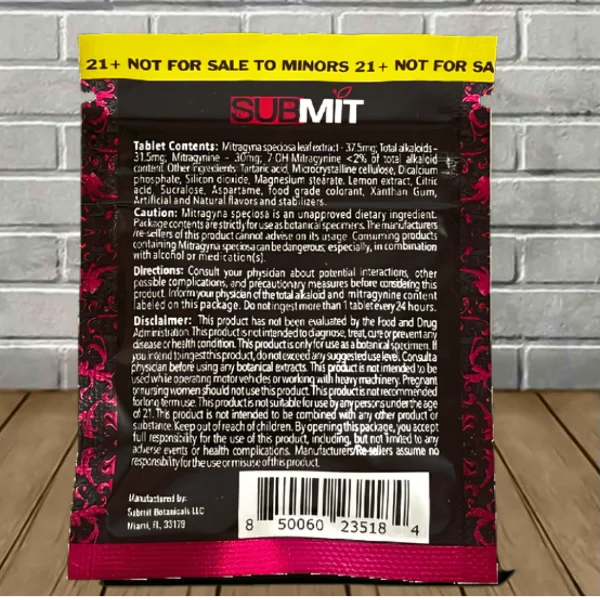 21+ NOT FOR SALE TO MINORS 21+ NOT FOR SA
SUBMIT
Tablet Contents: Mitragyna speciosa leaf extract - 37.5mg; Total alkaloids -
31.5mg; Mitragynine - 30mg; 7 OH Mitragynine <2% of total alkaloid
content. Other ingredients: Tartaric acid, Microcrystalline cellulose, Dicalcium
phosphate, Silicon dioxide, Magnesium stearate, Lemon extract, Citric
acid, Sucralose, Aspartame, food grade colorant, Xanthan Gum,
Artificial and Natural flavors and stabilizers.
Caution: Mitragyna speciosa is an unapproved dietary ingredient.
Package contents are strictly for use as botanical specimens. The manufacturers
/re-sellers of this product cannot advise on its usage. Consuming products
containing Mitragyna speciosa can be dangerous, especially, in combination
with alcohol or medication(s).
Directions: Consult your physician about potential interactions, other
possible complications, and precautionary measures before considering this
product. Inform your physician of the total alkaloid and mitragynine content
labeled on this package. Do not ingest more than 1 tablet every 24 hours.
Disclaimer: This product has not been evaluated by the Food and Drug
Administration. This product is not intended to diagnose, treat, cure or prevent any
disease or health condition. This product is only for use as a botanical specimen. If
you intend to ingest this product, do not exceed any suggested use level. Consult a
physician before using any botanical extracts. This product is not intended to be
used while operating motor vehicles or working with heavy machinery. Pregnant
or nursing women should not use this product. This product is not recommended
for long term use. This product is not suitable for use by any persons under the age
of 21. This product is not intended to be combined with any other product or
substance. Keep out of reach of children. By opening this package, you accept
full responsibility for the use of this product, including, but not limited to any
adverse events or health complications. Manufacturers/Re-sellers assume no
responsibility for the use or misuse of this product.
Manufactured by:
Submit Botanicals LLC
Miami, FL, 33179
8 50060 23518 4